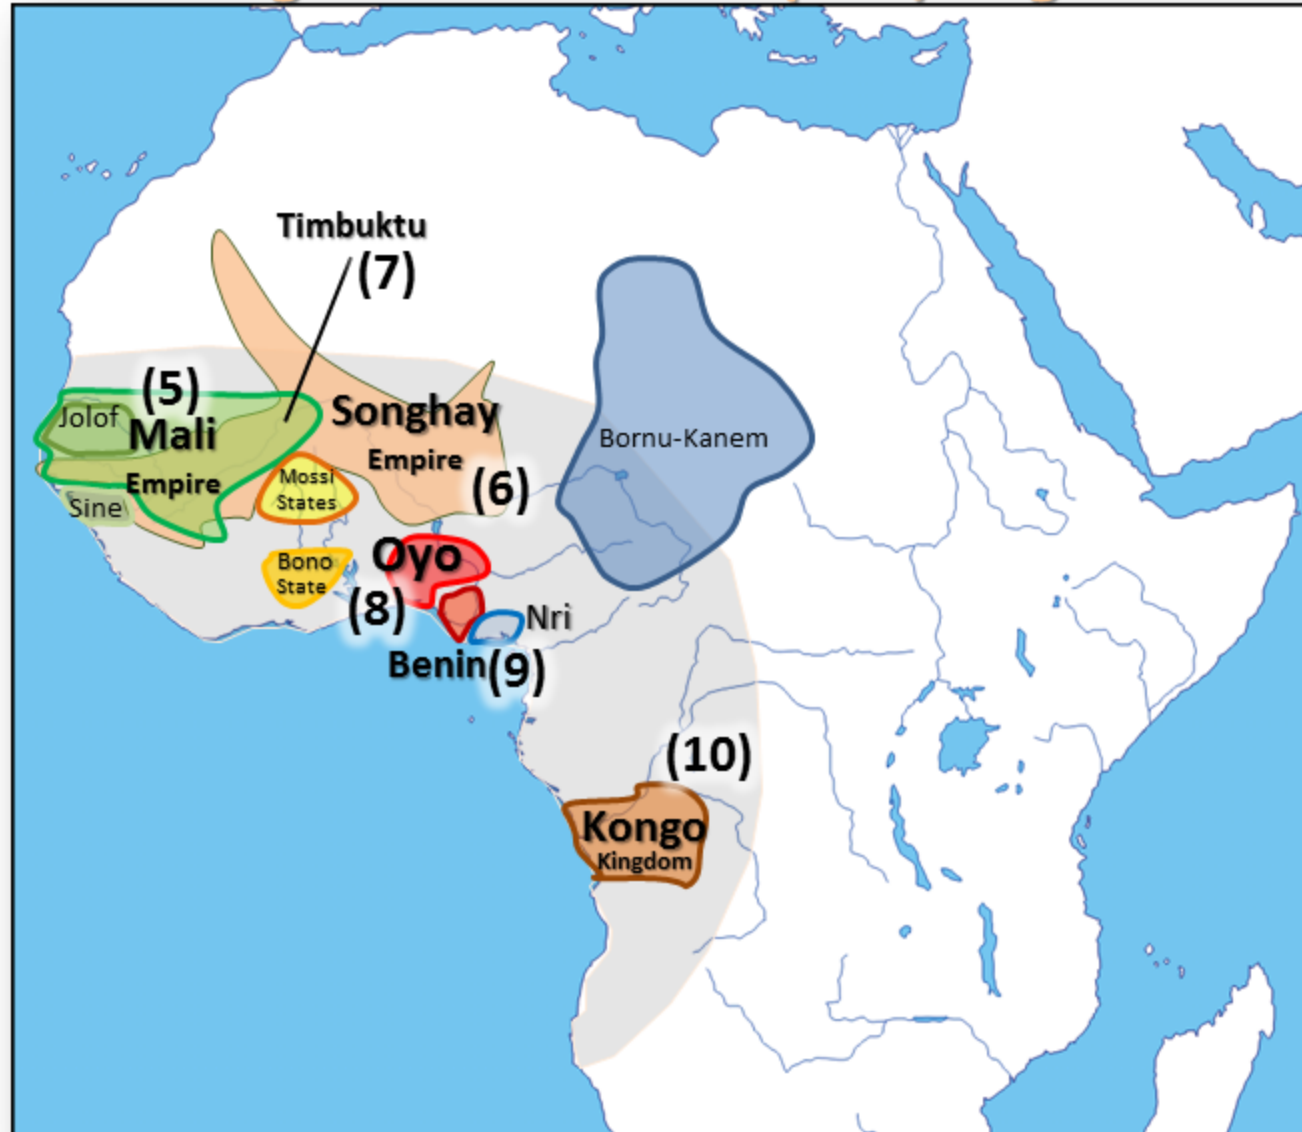 Timbuktu
(7)
(5)
Jolof
Mali
Empire
Sine
Songhay
Empire
(6)
Mossi
States
Bornu-Kanem
Bono
State
Oyo
(8)
Nri
Benin(9)
(10)
Kongo
Kingdom